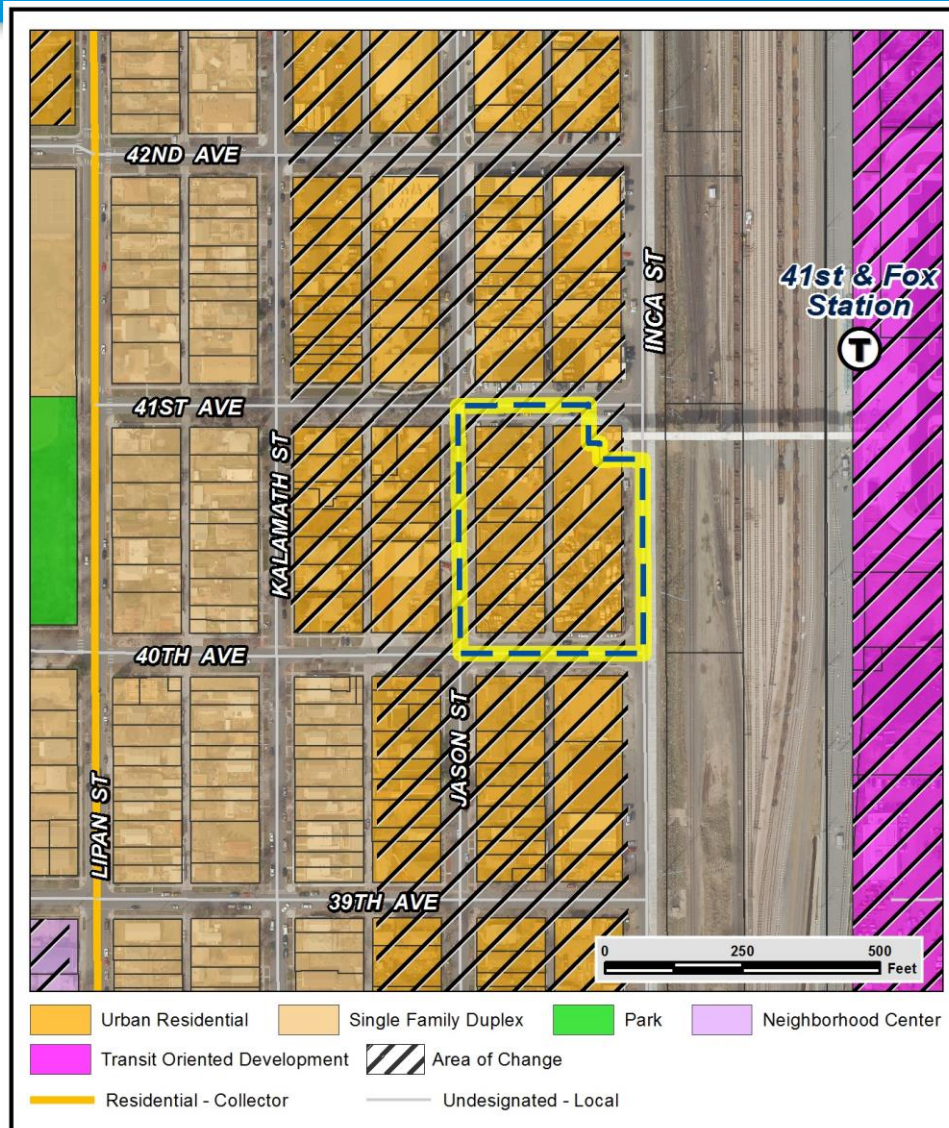 42ND AVE
INCA ST
41st & Fox
Station
T
41ST AVE
KALAMATH ST
40TH AVE
JASON ST
LIPAN ST
39TH AVE
0 250 500
Feet
Urban Residential Single Family Duplex Park Neighborhood Center
Transit Oriented Development Area of Change
Residential - Collector Undesignated - Local